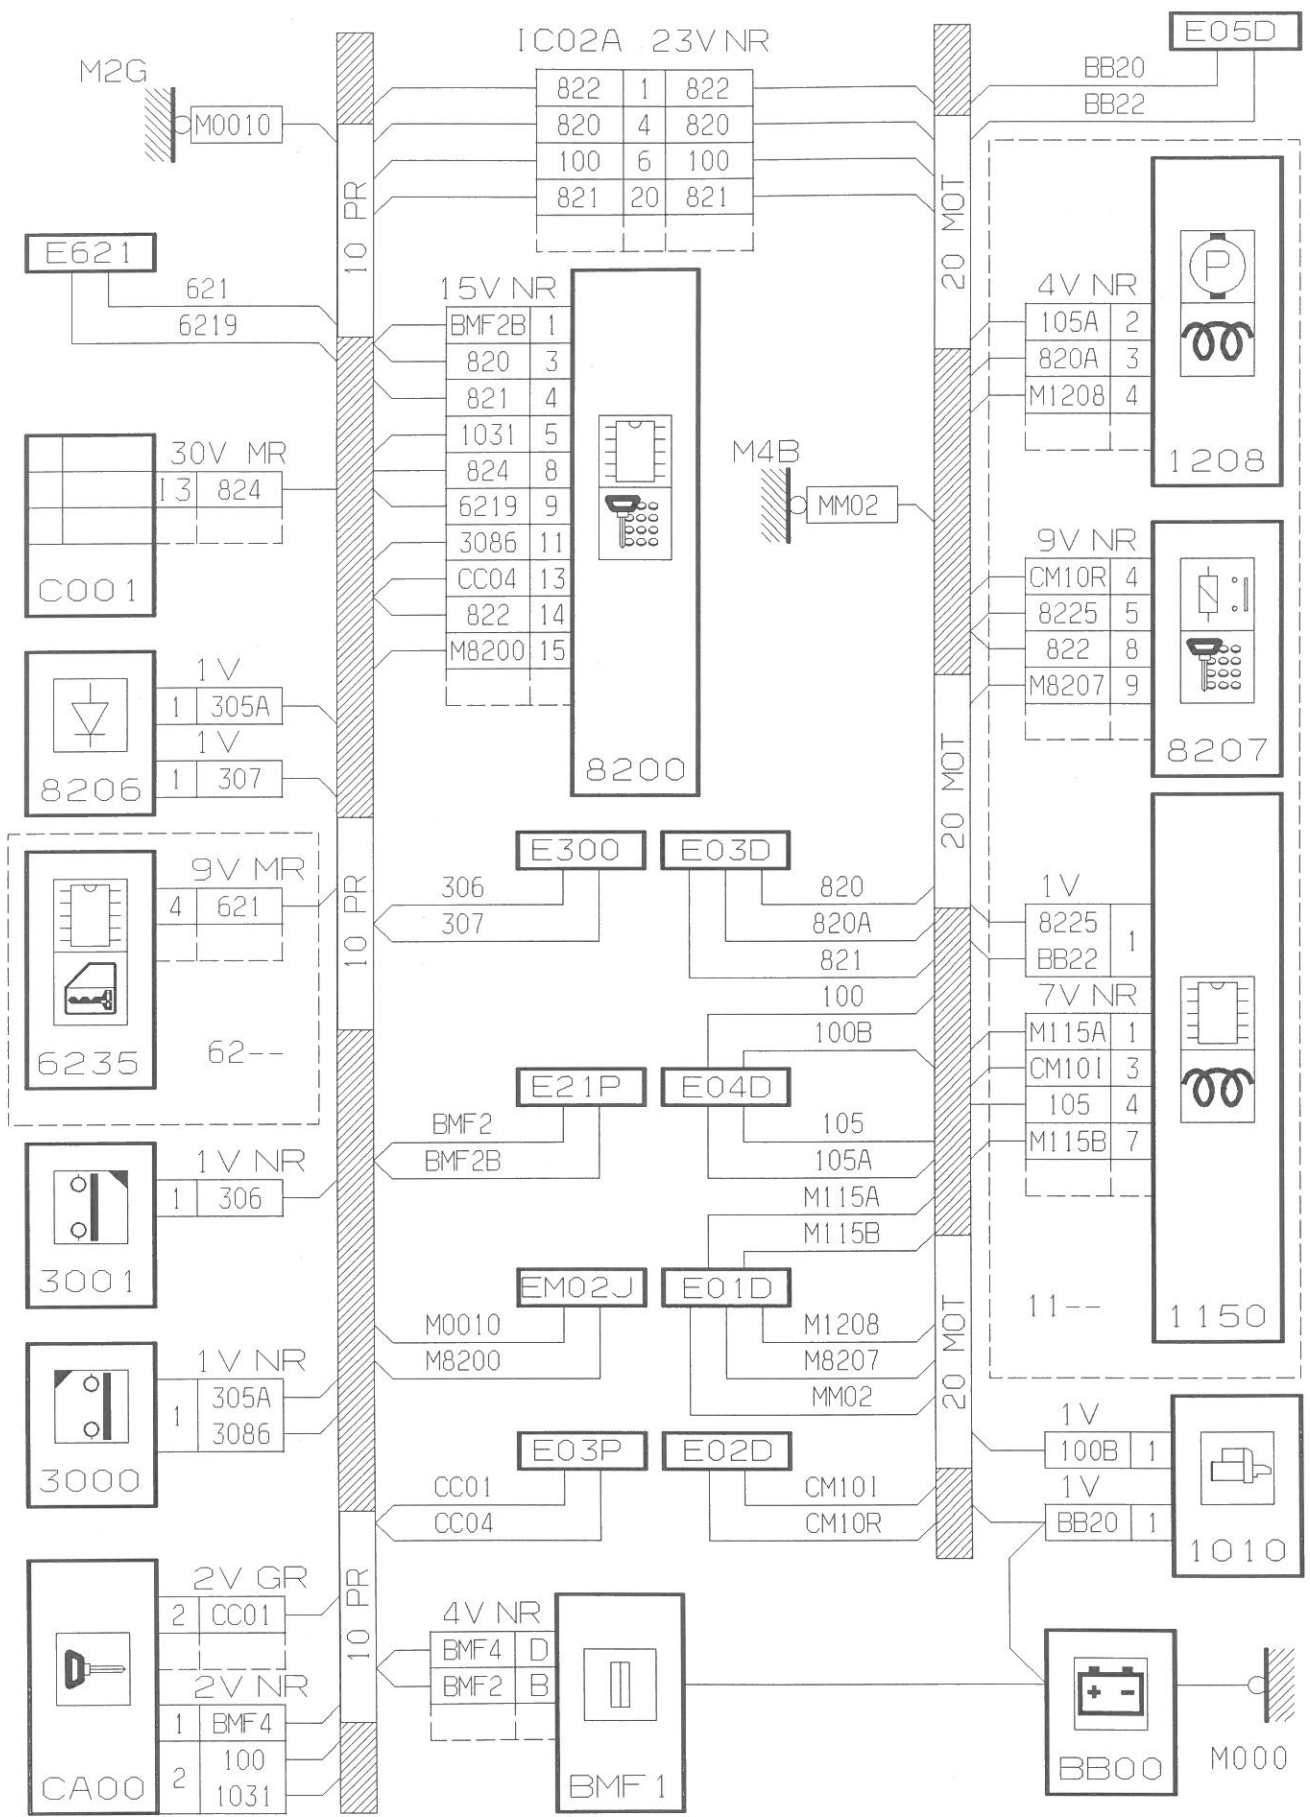 IC02A 23V NR
822 1 822
820 4 820
100 6 100
821 20 821
M2G
M0010
10 PR
E621
621
6219
30V MR
13 824
C001
1V
1 305A
1V
1 307
8206
9V MR
4 621
6235
62--
1V NR
1 306
3001
1V NR
1 305A
3086
3000
2V GR
2 CC01
2V NR
1 BMF4
2 100
1031
CA00
10 PR
10 PR
15V NR
BMF2B 1
820 3
821 4
1031 5
824 8
6219 9
3086 11
CC04 13
822 14
M8200 15
8200
E300
306
307
E21P
BMF2
BMF2B
EM02J
M0010
M8200
E03P
CC01
CC04
4V NR
BMF4 D
BMF2 B
BMF1
M4B
MM02
E03D
820
820A
821
100
100B
E04D
105
105A
M115A
M115B
E01D
M1208
M8207
MM02
E02D
CM10I
CM10R
20 MOT
20 MOT
20 MOT
E05D
BB20
BB22
4V NR
105A 2
820A 3
M1208 4
1208
9V NR
CM10R 4
8225 5
822 8
M8207 9
8207
1V
8225
BB22 1
7V NR
M115A 1
CM10I 3
105 4
M115B 7
1150
11--
1V
100B 1
1V
BB20 1
1010
+ -
BB00
M000